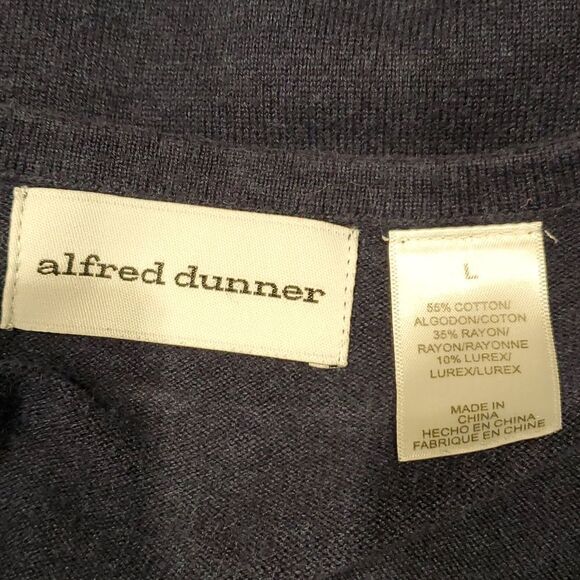 alfred dunner
L
55% COTTON/
ALGODON/COTON
35% RAYON/
RAYON/RAYONNE
10% LUREX/
LUREX/LUREX
MADE IN
CHINA
HECHO EN CHINA
FABRIQUE EN CHINE